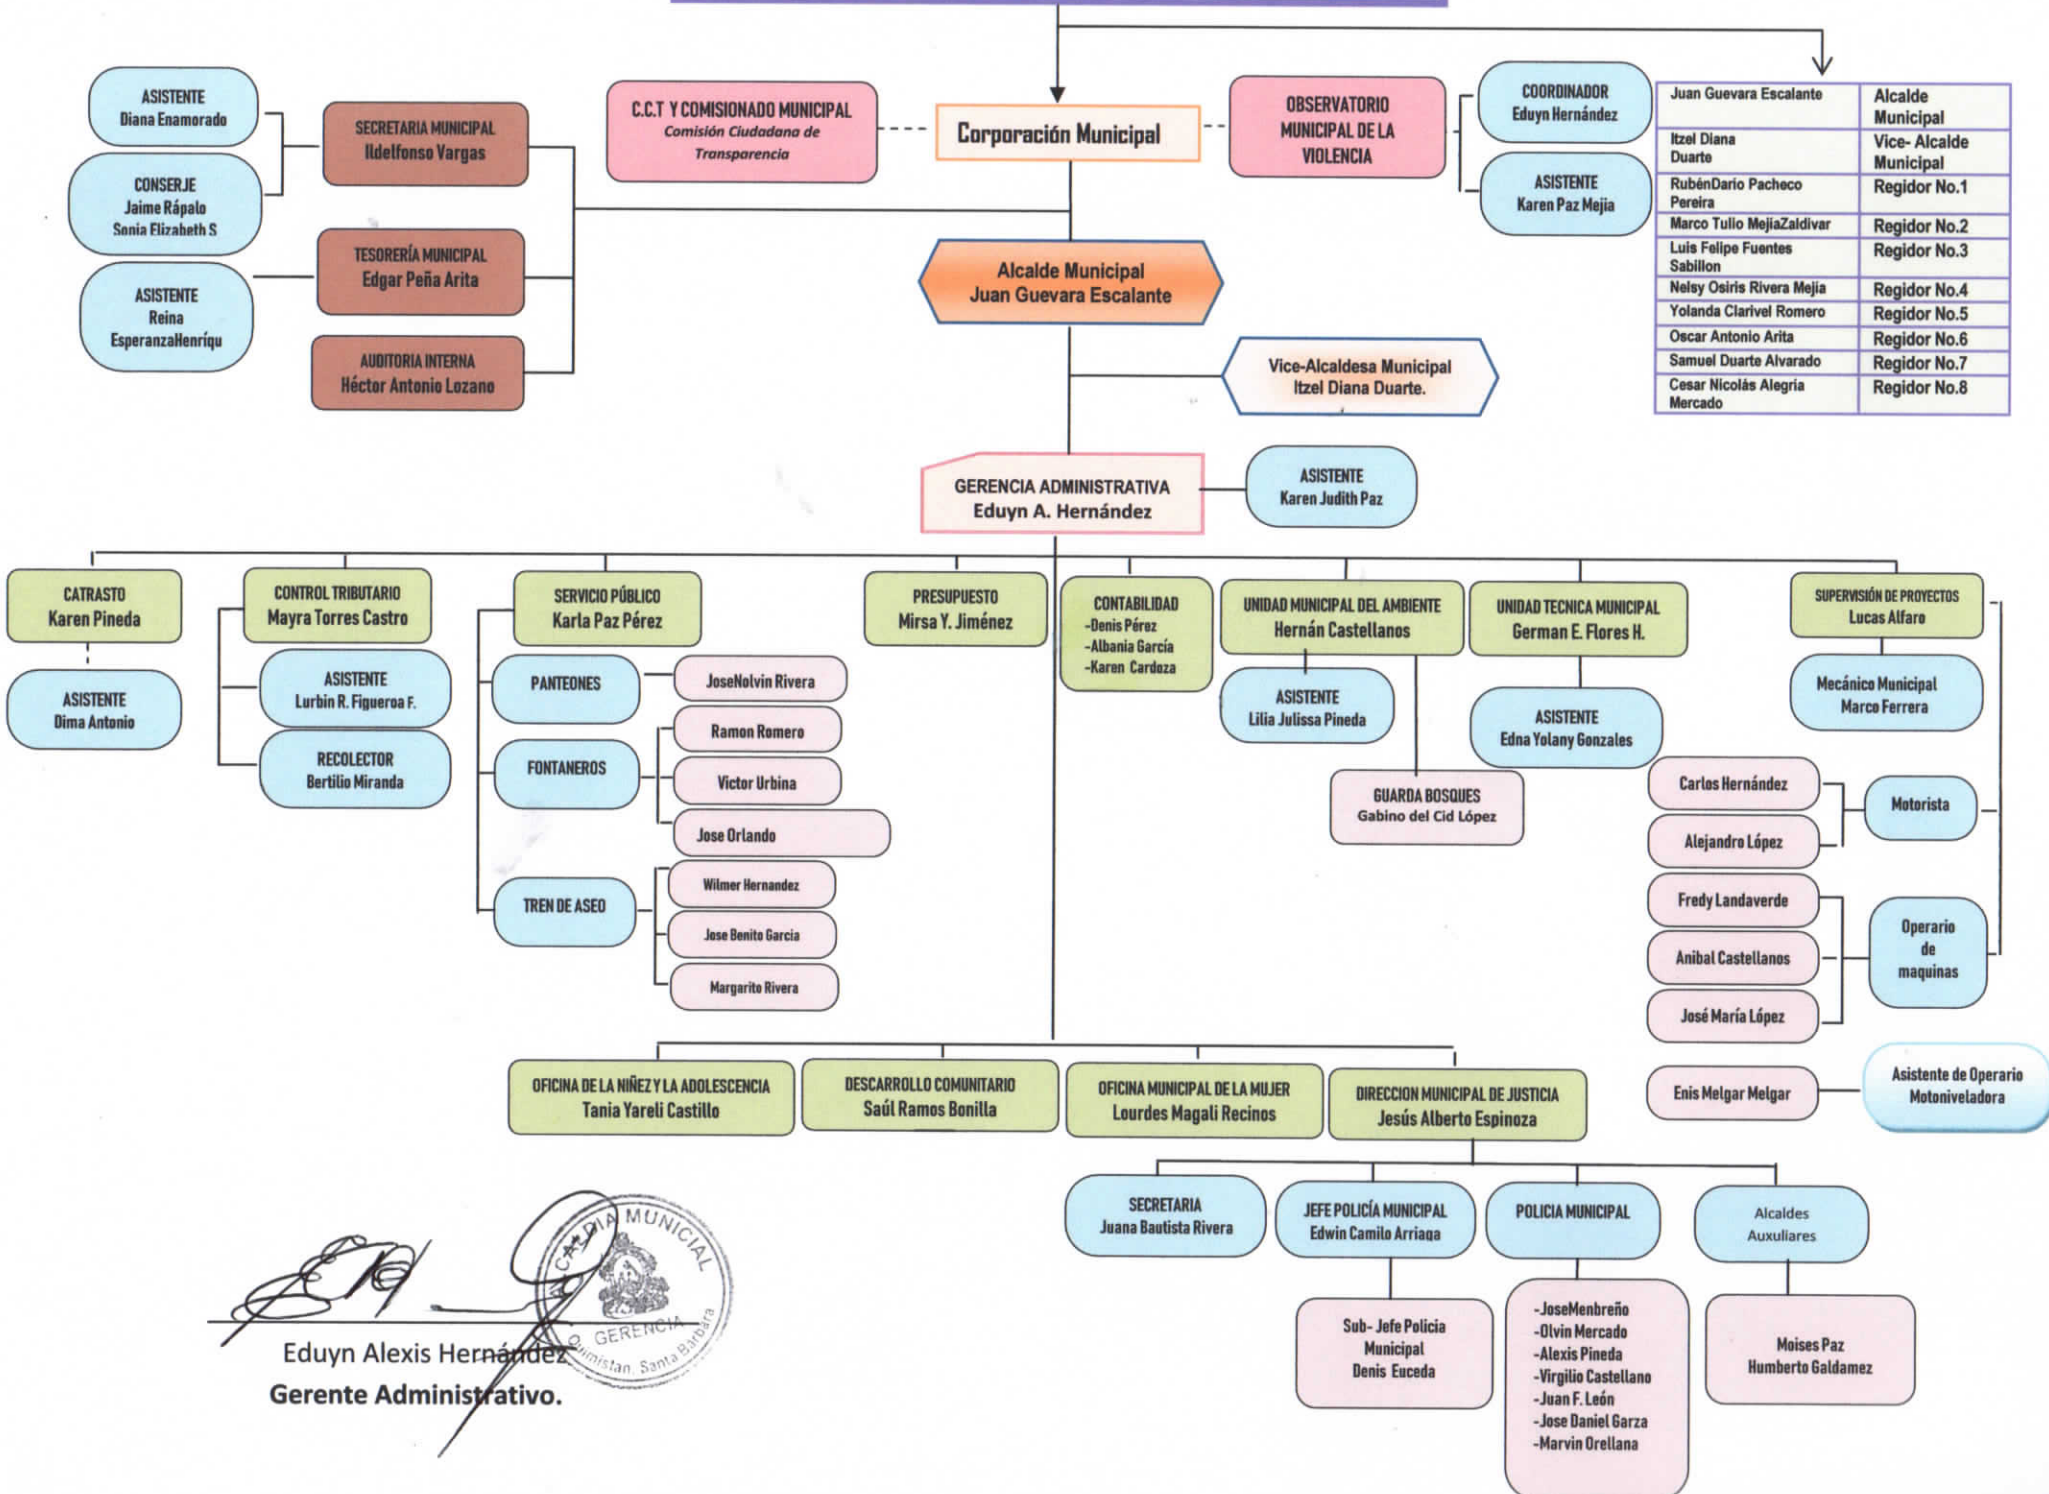 ASISTENTE
Diana Enamorado
CONSERJE
Jaime Rápalo
Sonia Elizabeth S
ASISTENTE
Reina
EsperanzaHenríqu
SECRETARIA MUNICIPAL
Ildelfonso Vargas
TESORERÍA MUNICIPAL
Edgar Peña Arita
AUDITORIA INTERNA
Héctor Antonio Lozano
C.C.T Y COMISIONADO MUNICIPAL
Comisión Ciudadana de
Transparencia
Corporación Municipal
OBSERVATORIO
MUNICIPAL DE LA
VIOLENCIA
COORDINADOR
Eduyn Hernández
ASISTENTE
Karen Paz Mejia
Juan Guevara Escalante Alcalde
Municipal
Itzel Diana Vice- Alcalde
Duarte Municipal
RubénDario Pacheco Regidor No.1
Pereira
Marco Tulio MejíaZaldivar Regidor No.2
Luis Felipe Fuentes Regidor No.3
Sabillon
Nelsy Osiris Rivera Mejía Regidor No.4
Yolanda Clarivel Romero Regidor No.5
Oscar Antonio Arita Regidor No.6
Samuel Duarte Alvarado Regidor No.7
Cesar Nicolás Alegria Regidor No.8
Mercado
Alcalde Municipal
Juan Guevara Escalante
Vice-Alcaldesa Municipal
Itzel Diana Duarte.
GERENCIA ADMINISTRATIVA
Eduyn A. Hernández
ASISTENTE
Karen Judith Paz
CATRASTO
Karen Pineda
ASISTENTE
Dima Antonio
CONTROL TRIBUTARIO
Mayra Torres Castro
ASISTENTE
Lurbin R. Figueroa F.
RECOLECTOR
Bertilio Miranda
SERVICIO PÚBLICO
Karla Paz Pérez
PANTEONES
JoseNolvin Rivera
FONTANEROS
Ramon Romero
Victor Urbina
Jose Orlando
TREN DE ASEO
Wilmer Hernandez
Jose Benito Garcia
Margarito Rivera
PRESUPUESTO
Mirsa Y. Jiménez
CONTABILIDAD
-Denis Pérez
-Albania García
-Karen Cardoza
UNIDAD MUNICIPAL DEL AMBIENTE
Hernán Castellanos
ASISTENTE
Lilia Julissa Pineda
GUARDA BOSQUES
Gabino del Cid López
UNIDAD TECNICA MUNICIPAL
German E. Flores H.
ASISTENTE
Edna Yolany Gonzales
SUPERVISIÓN DE PROYECTOS
Lucas Alfaro
Mecánico Municipal
Marco Ferrera
Carlos Hernández
Alejandro López
Motorista
Fredy Landaverde
Anibal Castellanos
José María López
Operario
de
maquinas
Enis Melgar Melgar
Asistente de Operario
Motoniveladora
OFICINA DE LA NIÑEZ Y LA ADOLESCENCIA
Tania Yareli Castillo
DESCARROLLO COMUNITARIO
Saúl Ramos Bonilla
OFICINA MUNICIPAL DE LA MUJER
Lourdes Magali Recinos
DIRECCION MUNICIPAL DE JUSTICIA
Jesús Alberto Espinoza
SECRETARIA
Juana Bautista Rivera
JEFE POLICÍA MUNICIPAL
Edwin Camilo Arriaga
POLICIA MUNICIPAL
Alcaldes
Auxuliares
Sub- Jefe Policia
Municipal
Denis Euceda
-JoseMenbreño
-Olvin Mercado
-Alexis Pineda
-Virgilio Castellano
-Juan F. León
-Jose Daniel Garza
-Marvin Orellana
Moises Paz
Humberto Galdamez
ALCALDIA MUNICIAL
GERENCIA
Quimistan, Santa Bárbara
Eduyn Alexis Hernández
Gerente Administrativo.